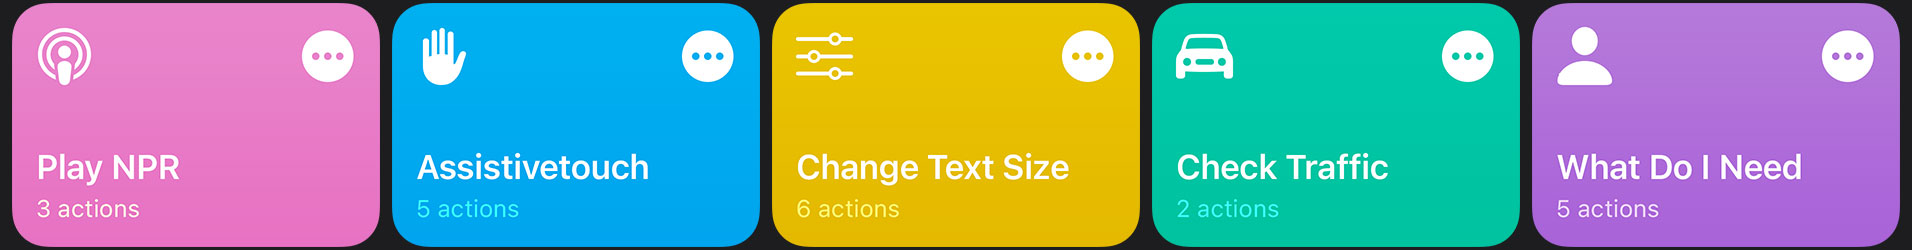 Play NPR
3 actions
Assistivetouch
5 actions
Change Text Size
6 actions
Check Traffic
2 actions
What Do I Need
5 actions